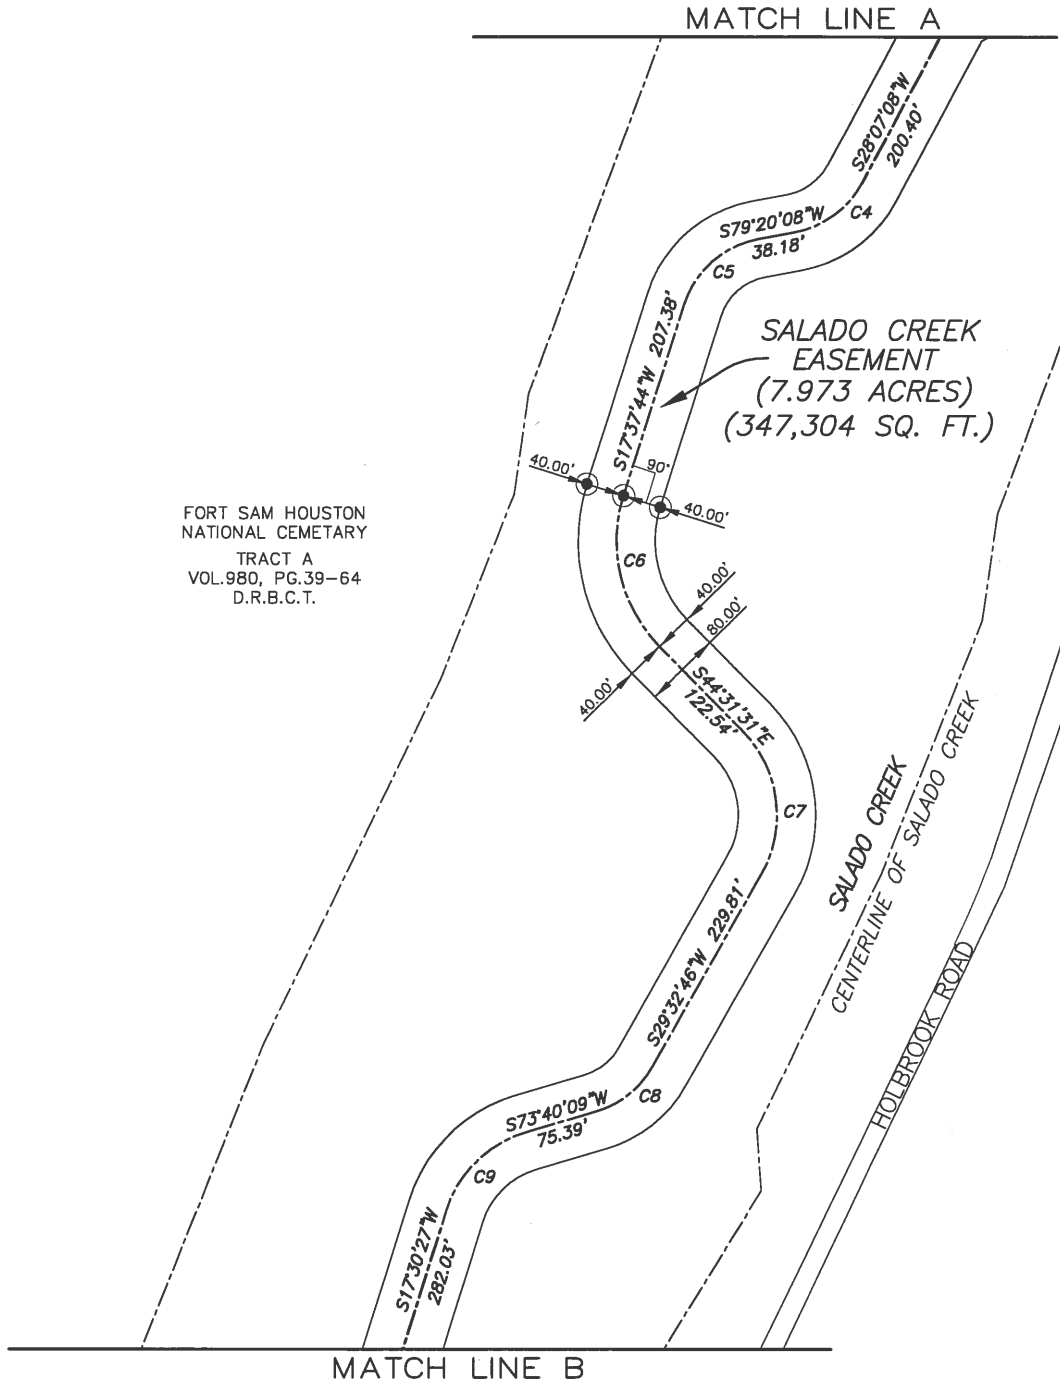 MATCH LINE A
S28°07'08"W
200.40'
C4
S79°20'08"W
38.18'
C5
S17°37'44"W 207.38'
SALADO CREEK
EASEMENT
(7.973 ACRES)
(347,304 SQ. FT.)
40.00'
90°
40.00'
FORT SAM HOUSTON
NATIONAL CEMETARY
TRACT A
VOL.980, PG.39-64
D.R.B.C.T.
C6
40.00'
80.00'
40.00'
S44°31'31"E
122.54'
C7
SALADO CREEK
CENTERLINE OF SALADO CREEK
S29°32'46"W 229.81'
HOLBROOK ROAD
C8
S73°40'09"W
75.39'
C9
S17°30'27"W
282.03'
MATCH LINE B